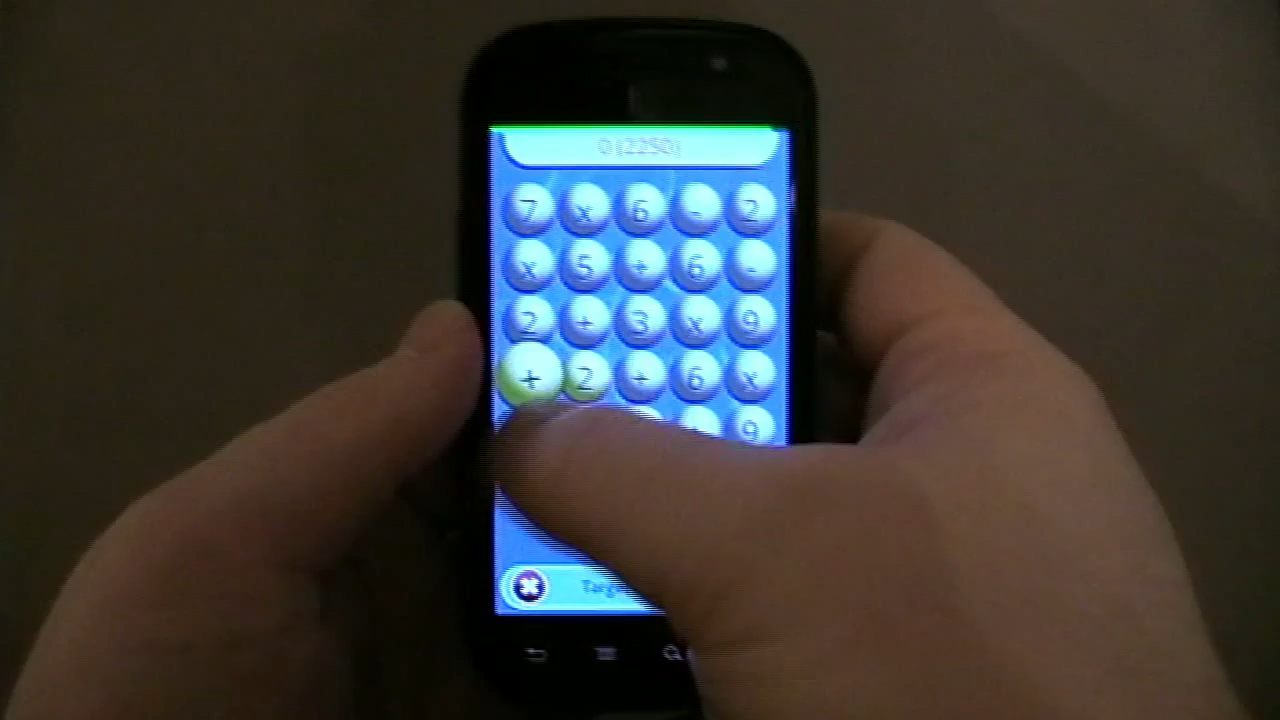 0 (2250)
7 x 6 - 2
x 5 + 6 -
2 + 3 x 9
+ 2 + 6 x
9